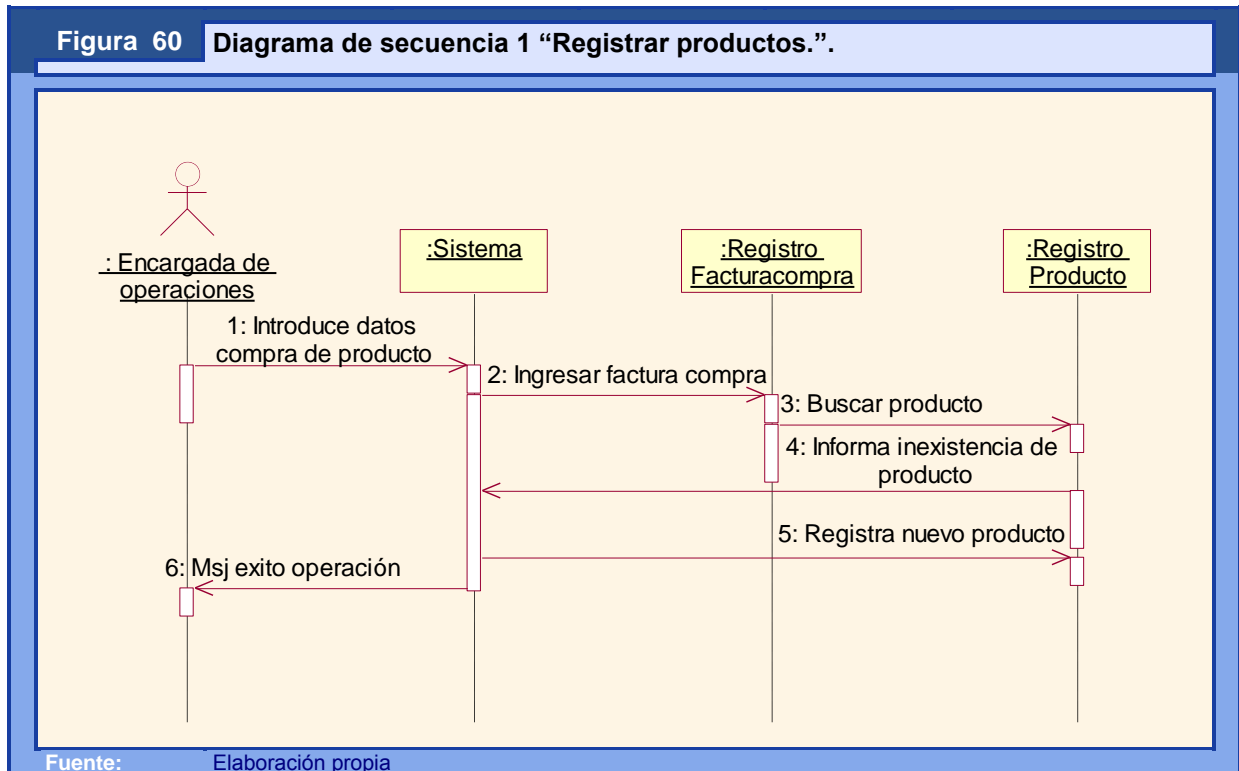 Figura 60
Diagrama de secuencia 1 “Registrar productos.”.
: Encargada de
operaciones
:Sistema
:Registro
Facturacompra
:Registro
Producto
1: Introduce datos
compra de producto
2: Ingresar factura compra
3: Buscar producto
4: Informa inexistencia de
producto
5: Registra nuevo producto
6: Msj exito operación
Fuente: Elaboración propia